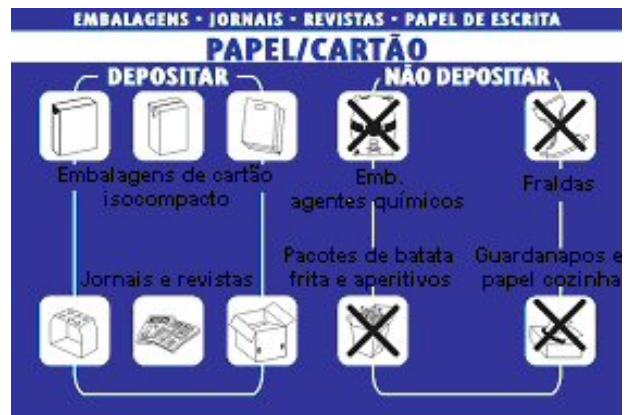 EMBALAGENS • JORNAIS • REVISTAS • PAPEL DE ESCRITA
PAPEL/CARTÃO
DEPOSITAR
Embalagens de cartão
isocompacto
Jornais e revistas
NÃO DEPOSITAR
Emb.
agentes químicos
Fraldas
Pacotes de batata
frita e aperitivos
Guardanapos e
papel cozinha